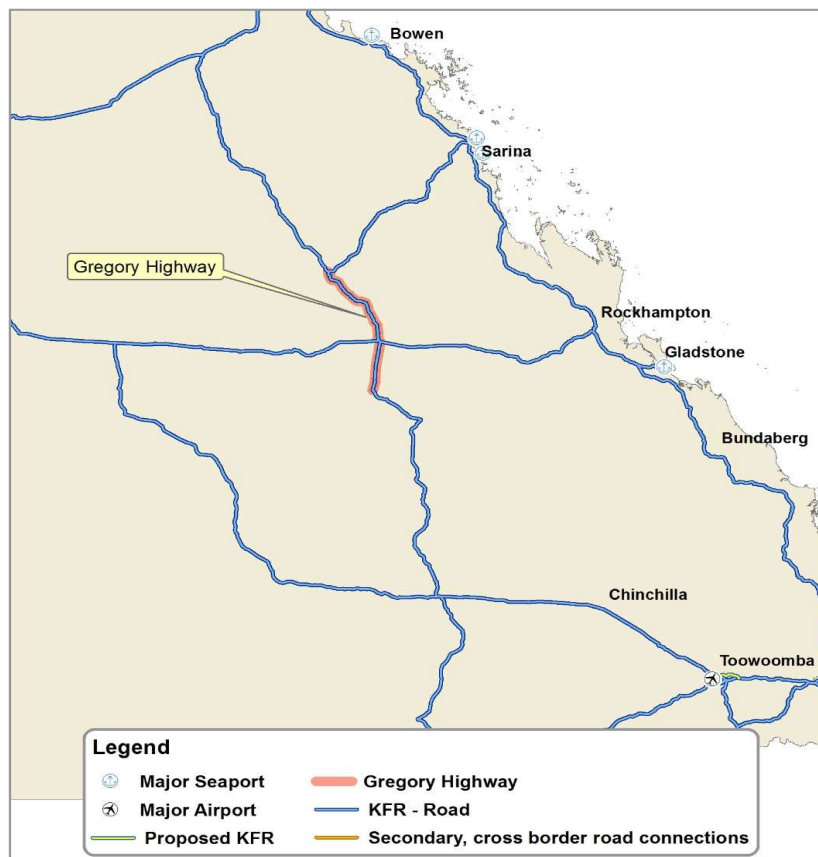 Bowen
Sarina
Gregory Highway
Rockhampton
Gladstone
Bundaberg
Chinchilla
Toowoomba
Legend
Major Seaport
Gregory Highway
Major Airport
KFR - Road
Proposed KFR
Secondary, cross border road connections